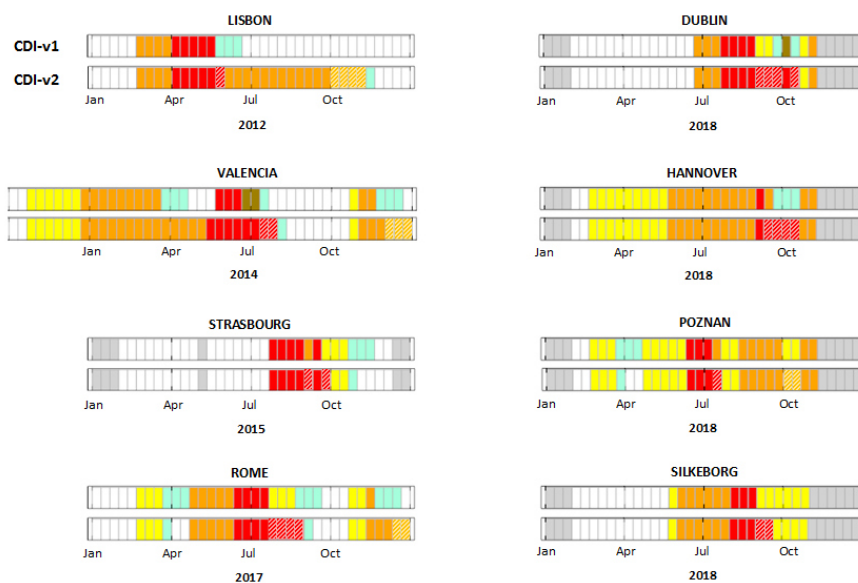 LISBON
CDI-v1
CDI-v2
Jan Apr Jul Oct
2012
DUBLIN
Jan Apr Jul Oct
2018
VALENCIA
Jan Apr Jul Oct
2014
HANNOVER
Jan Apr Jul Oct
2018
STRASBOURG
Jan Apr Jul Oct
2015
POZNAN
Jan Apr Jul Oct
2018
ROME
Jan Apr Jul Oct
2017
SILKEBORG
Jan Apr Jul Oct
2018